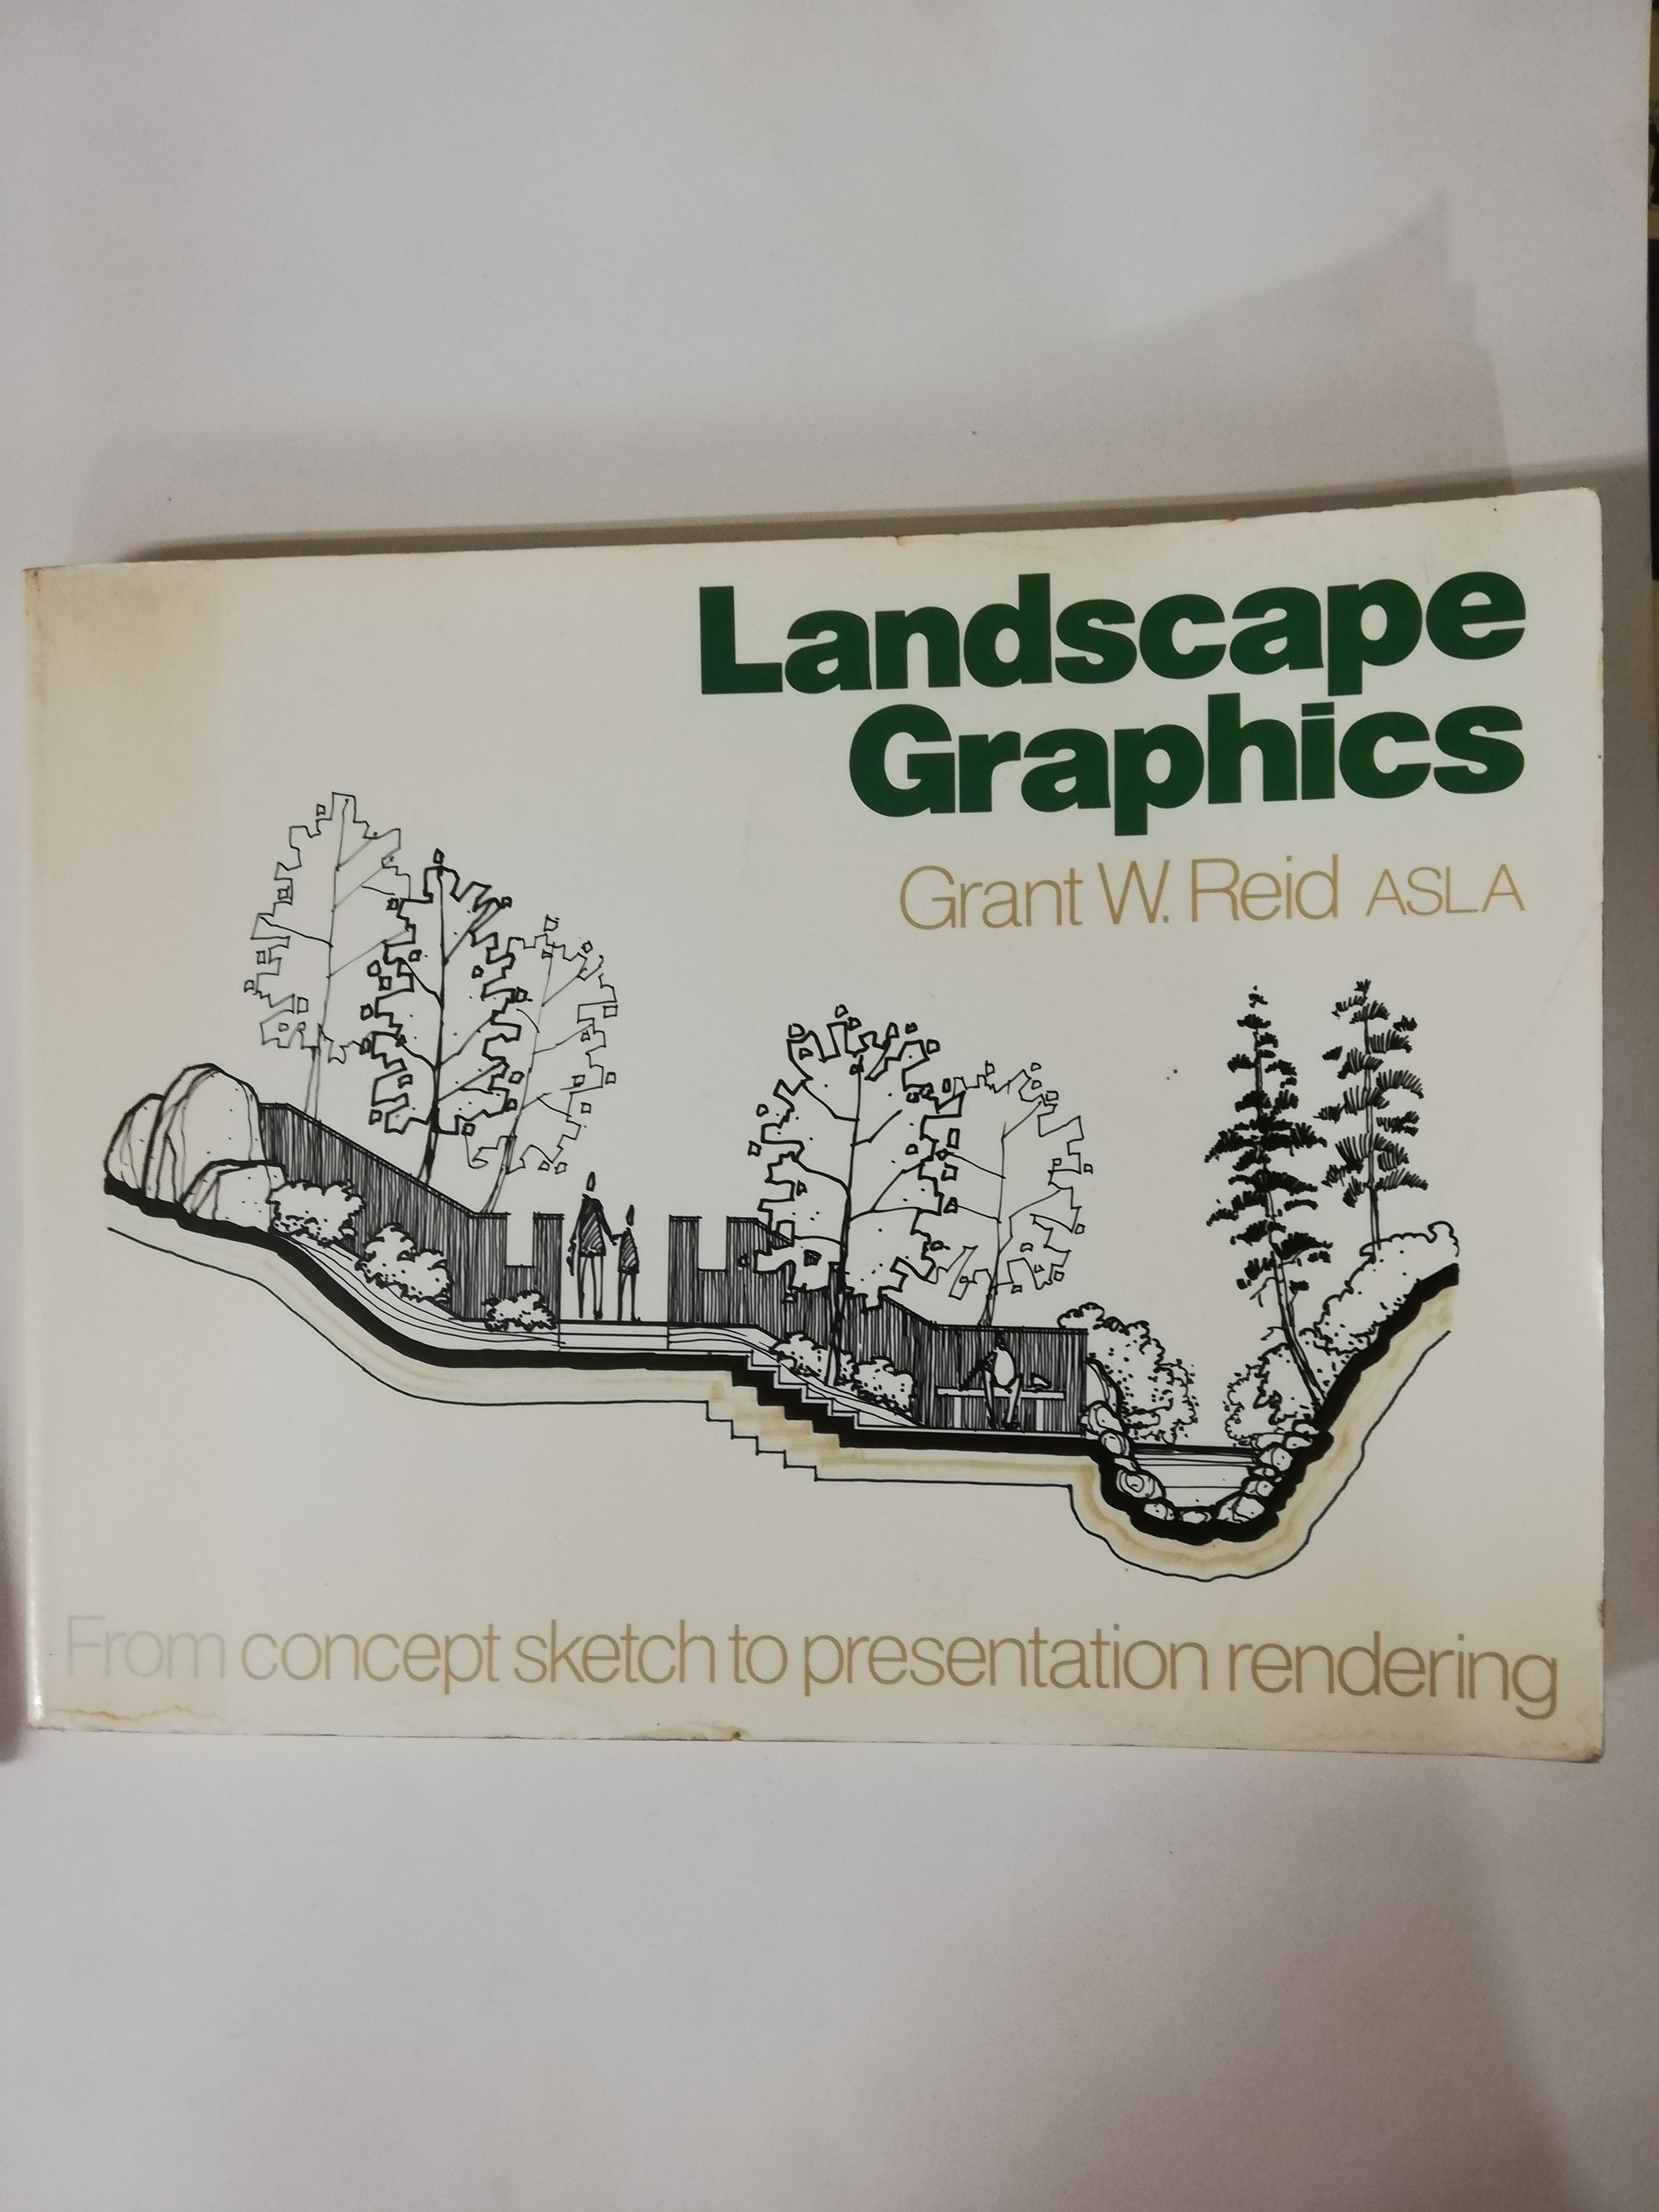 Landscape
Graphics
Grant W. Reid ASLA
From concept sketch to presentation rendering